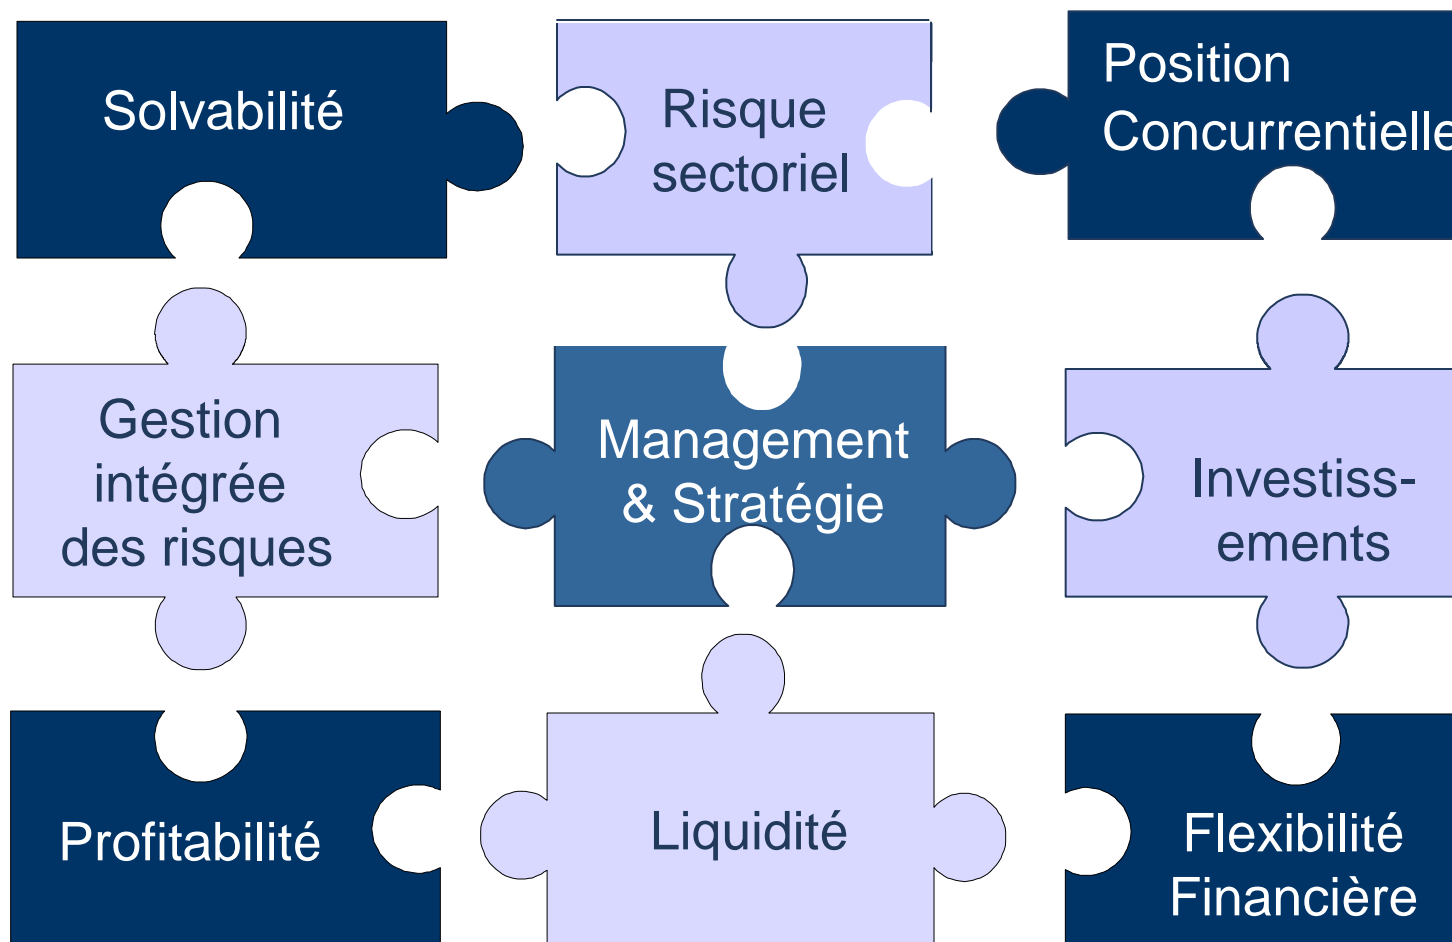 Solvabilité
Risque
sectoriel
Position
Concurrentielle
Gestion
intégrée
des risques
Management
& Stratégie
Investiss-
ements
Profitabilité
Liquidité
Flexibilité
Financière